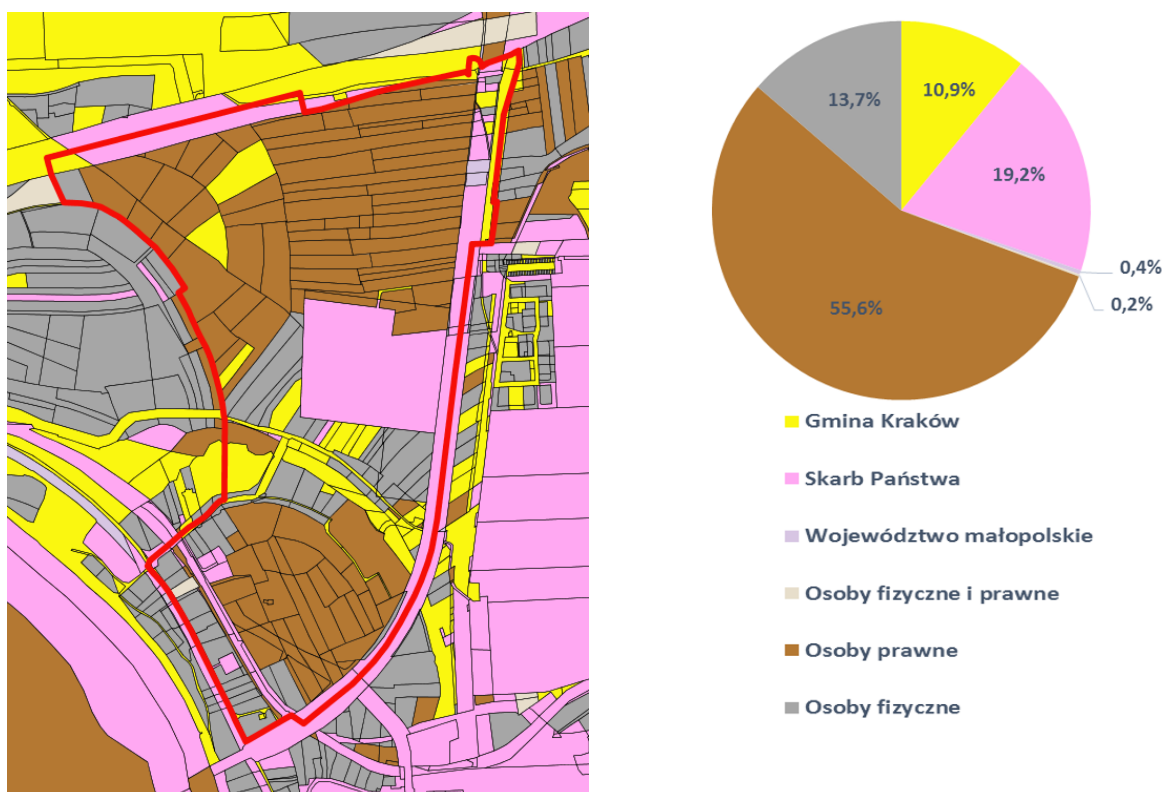 13,7%
10,9%
19,2%
0,4%
0,2%
55,6%
Gmina Kraków
Skarb Państwa
Województwo małopolskie
Osoby fizyczne i prawne
Osoby prawne
Osoby fizyczne